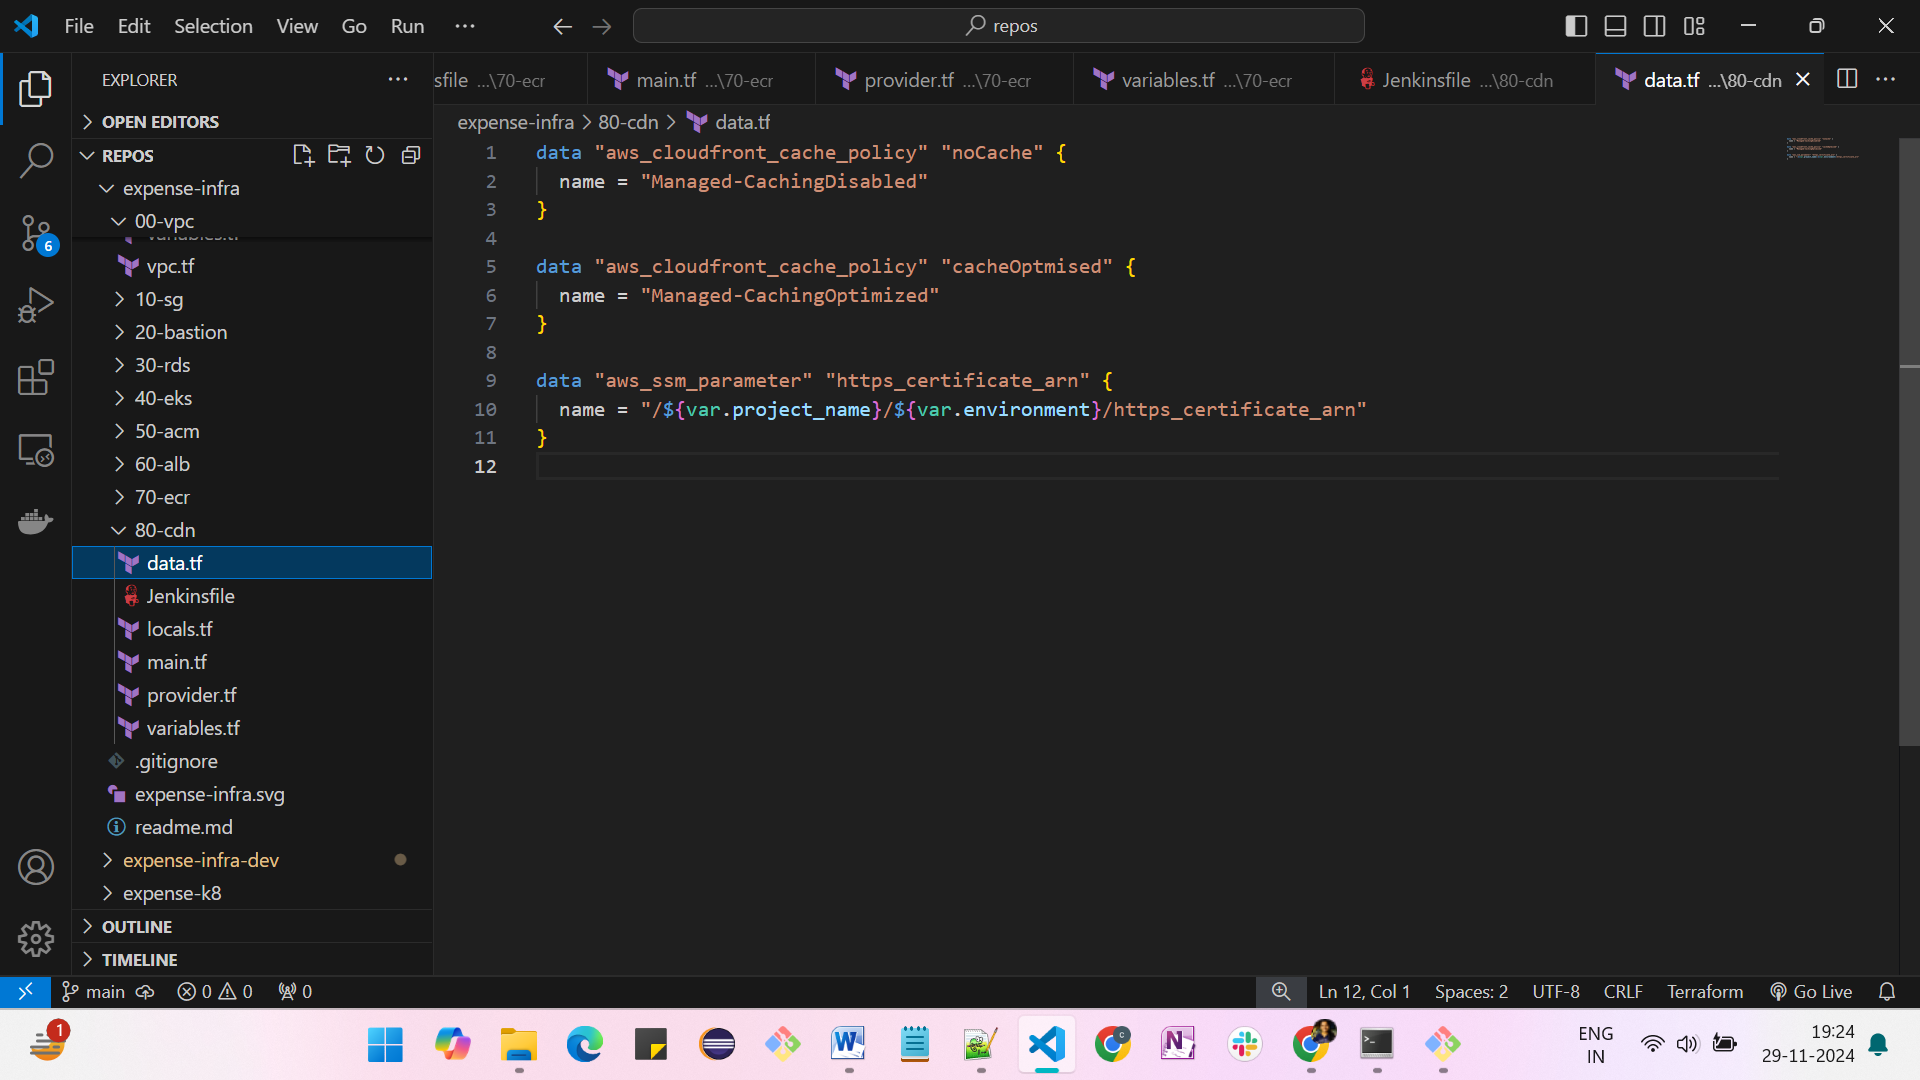 File Edit Selection View Go Run ··· repos
EXPLORER ···
sfile ...\70-ecr main.tf ...\70-ecr provider.tf ...\70-ecr variables.tf ...\70-ecr Jenkinsfile ...\80-cdn data.tf ...\80-cdn ···
OPEN EDITORS
REPOS
expense-infra
00-vpc
variables.tf
vpc.tf
10-sg
20-bastion
30-rds
40-eks
50-acm
60-alb
70-ecr
80-cdn
data.tf
Jenkinsfile
locals.tf
main.tf
provider.tf
variables.tf
.gitignore
expense-infra.svg
readme.md
expense-infra-dev
expense-k8
OUTLINE
TIMELINE
expense-infra > 80-cdn > data.tf
1 data "aws_cloudfront_cache_policy" "noCache" {
2 name = "Managed-CachingDisabled"
3 }
4
5 data "aws_cloudfront_cache_policy" "cacheOptmised" {
6 name = "Managed-CachingOptimized"
7 }
8
9 data "aws_ssm_parameter" "https_certificate_arn" {
10 name = "/${var.project_name}/${var.environment}/https_certificate_arn"
11 }
12
6
main 0 0 0 Ln 12, Col 1 Spaces: 2 UTF-8 CRLF Terraform Go Live
1
ENG
IN
19:24
29-11-2024